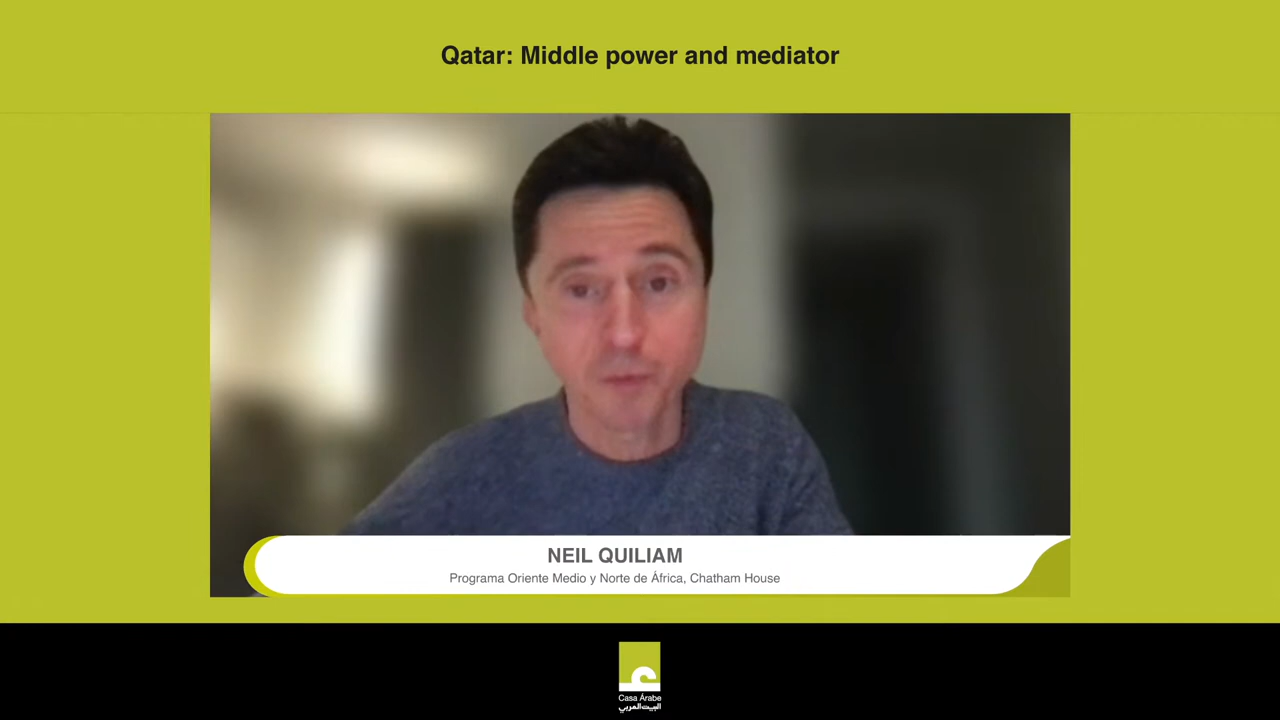 Qatar: Middle power and mediator
NEIL QUILIAM
Programa Oriente Medio y Norte de África, Chatham House
Casa Árabe
البيت العربي